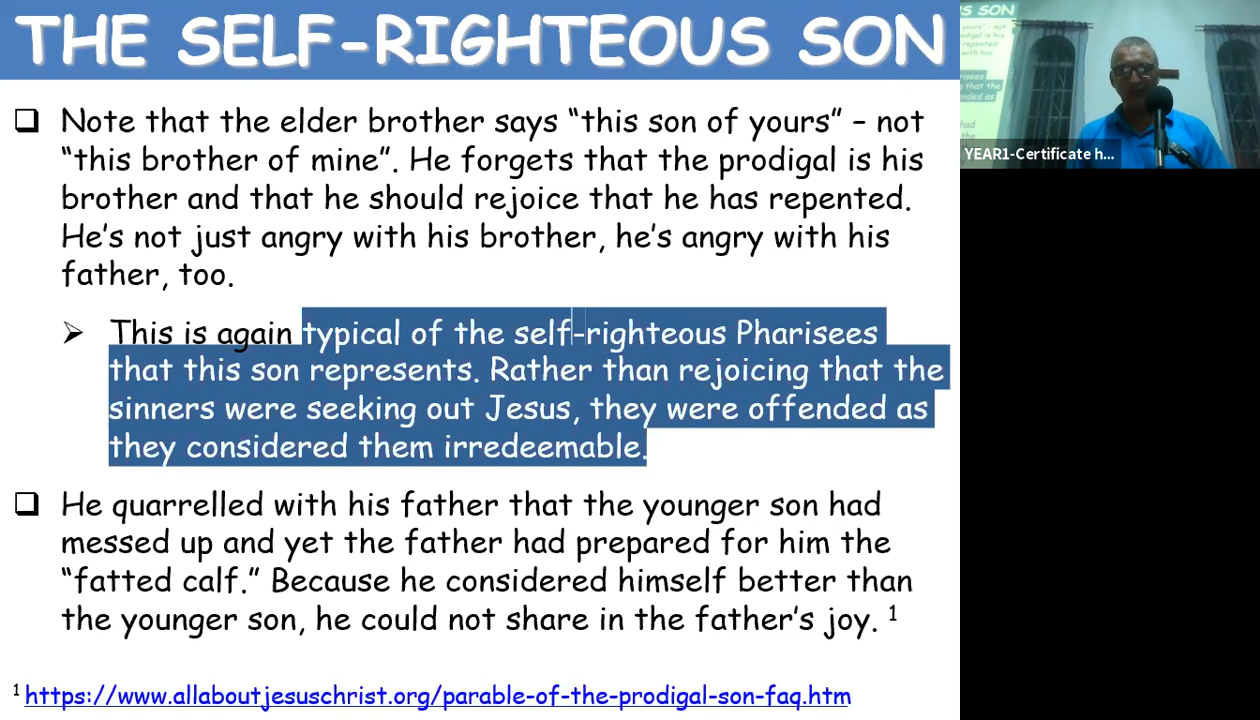 THE SELF-RIGHTEOUS SON
Note that the elder brother says “this son of yours” – not
“this brother of mine”. He forgets that the prodigal is his
brother and that he should rejoice that he has repented.
He’s not just angry with his brother, he’s angry with his
father, too.
This is again typical of the self-righteous Pharisees
that this son represents. Rather than rejoicing that the
sinners were seeking out Jesus, they were offended as
they considered them irredeemable.
He quarrelled with his father that the younger son had
messed up and yet the father had prepared for him the
“fatted calf.” Because he considered himself better than
the younger son, he could not share in the father’s joy. 1
1 https://www.allaboutjesuschrist.org/parable-of-the-prodigal-son-faq.htm
YEAR1-Certificate h...